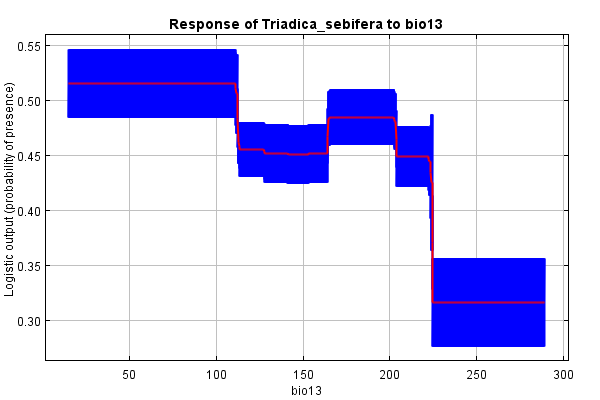 Response of Triadica_sebifera to bio13
Logistic output (probability of presence)
0.55
0.50
0.45
0.40
0.35
0.30
50 100 150 200 250 300
bio13